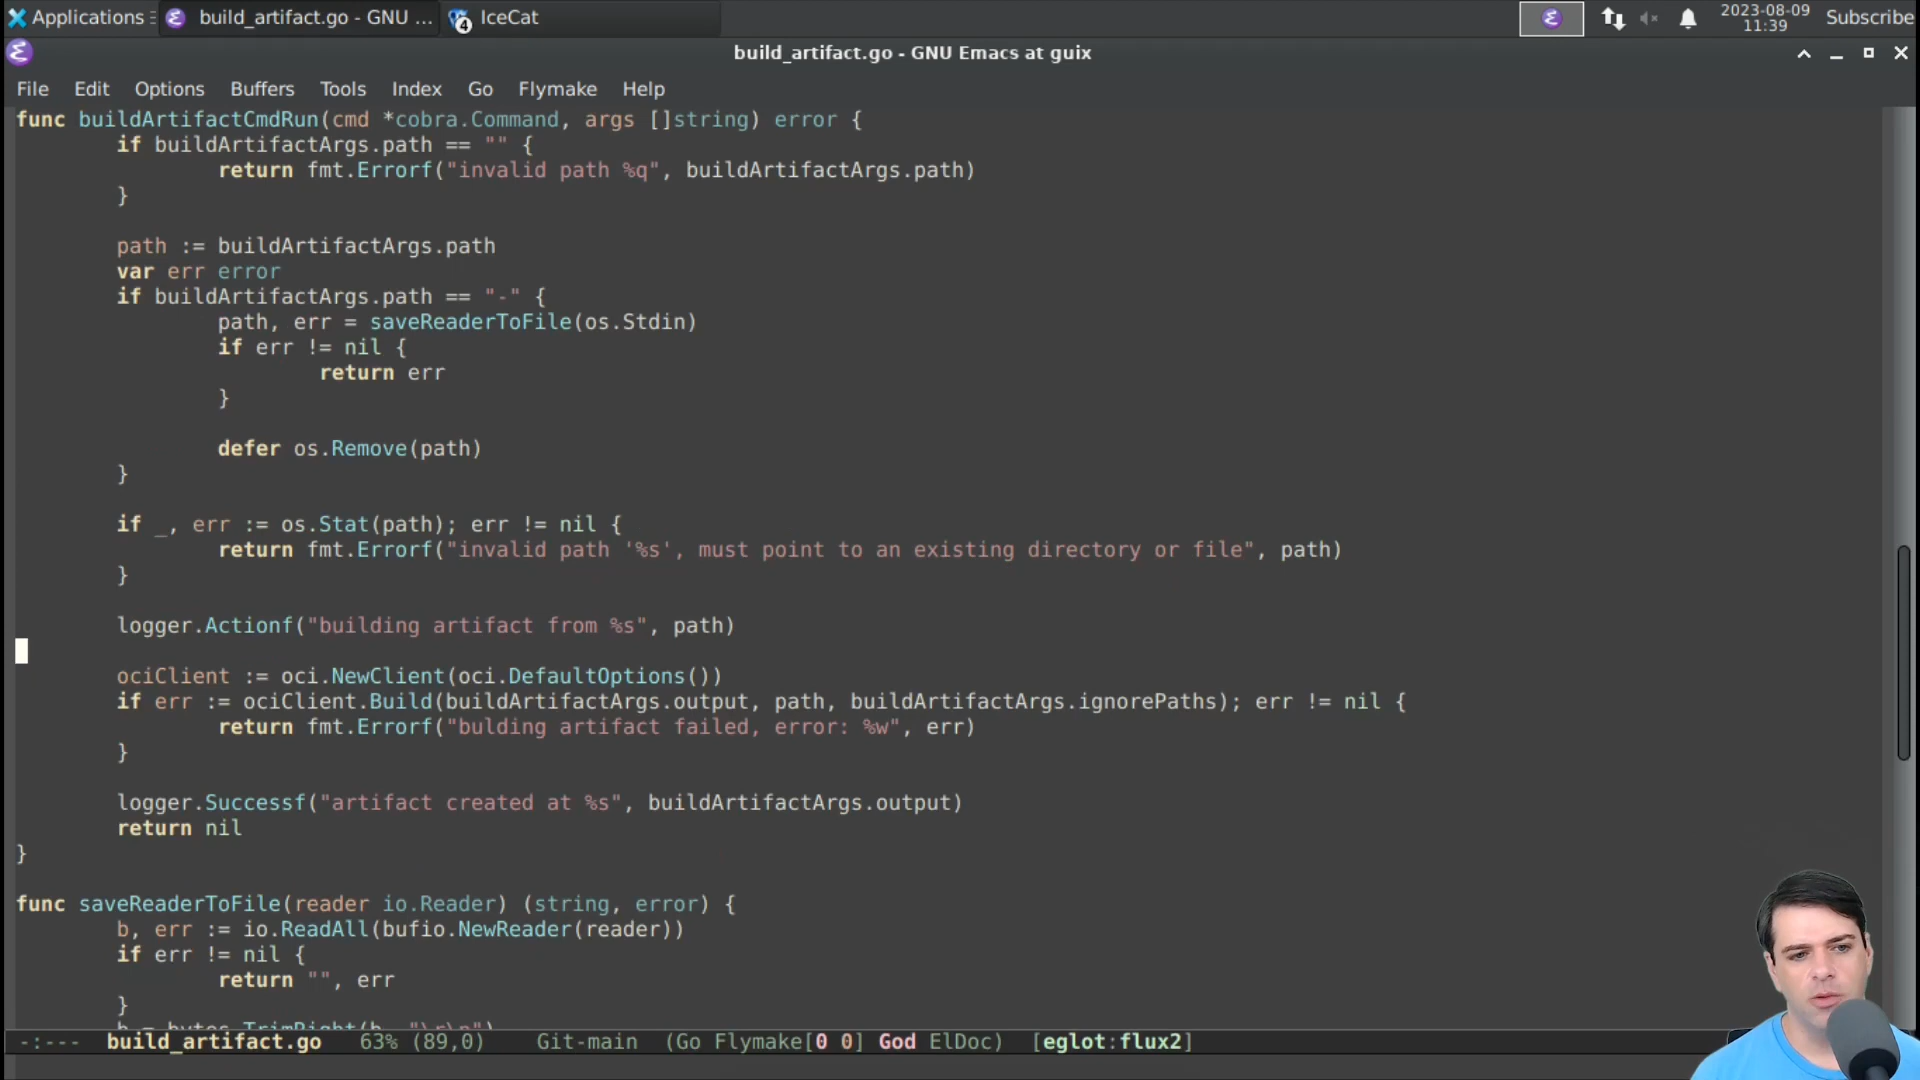 Applications
build_artifact.go - GNU ...
4
IceCat
2023-08-09
11:39
Subscribe
build_artifact.go - GNU Emacs at guix
File Edit Options Buffers Tools Index Go Flymake Help
func buildArtifactCmdRun(cmd *cobra.Command, args []string) error {
if buildArtifactArgs.path == "" {
return fmt.Errorf("invalid path %q", buildArtifactArgs.path)
}
path := buildArtifactArgs.path
var err error
if buildArtifactArgs.path == "-" {
path, err = saveReaderToFile(os.Stdin)
if err != nil {
return err
}
defer os.Remove(path)
}
if _, err := os.Stat(path); err != nil {
return fmt.Errorf("invalid path '%s', must point to an existing directory or file", path)
}
logger.Actionf("building artifact from %s", path)
ociClient := oci.NewClient(oci.DefaultOptions())
if err := ociClient.Build(buildArtifactArgs.output, path, buildArtifactArgs.ignorePaths); err != nil {
return fmt.Errorf("bulding artifact failed, error: %w", err)
}
logger.Successf("artifact created at %s", buildArtifactArgs.output)
return nil
}
func saveReaderToFile(reader io.Reader) (string, error) {
b, err := io.ReadAll(bufio.NewReader(reader))
if err != nil {
return "", err
}
b = bytes.TrimRight(b, "\r\n")
-:--- build_artifact.go 63% (89,0) Git-main (Go Flymake[0 0] God ElDoc) [eglot:flux2]